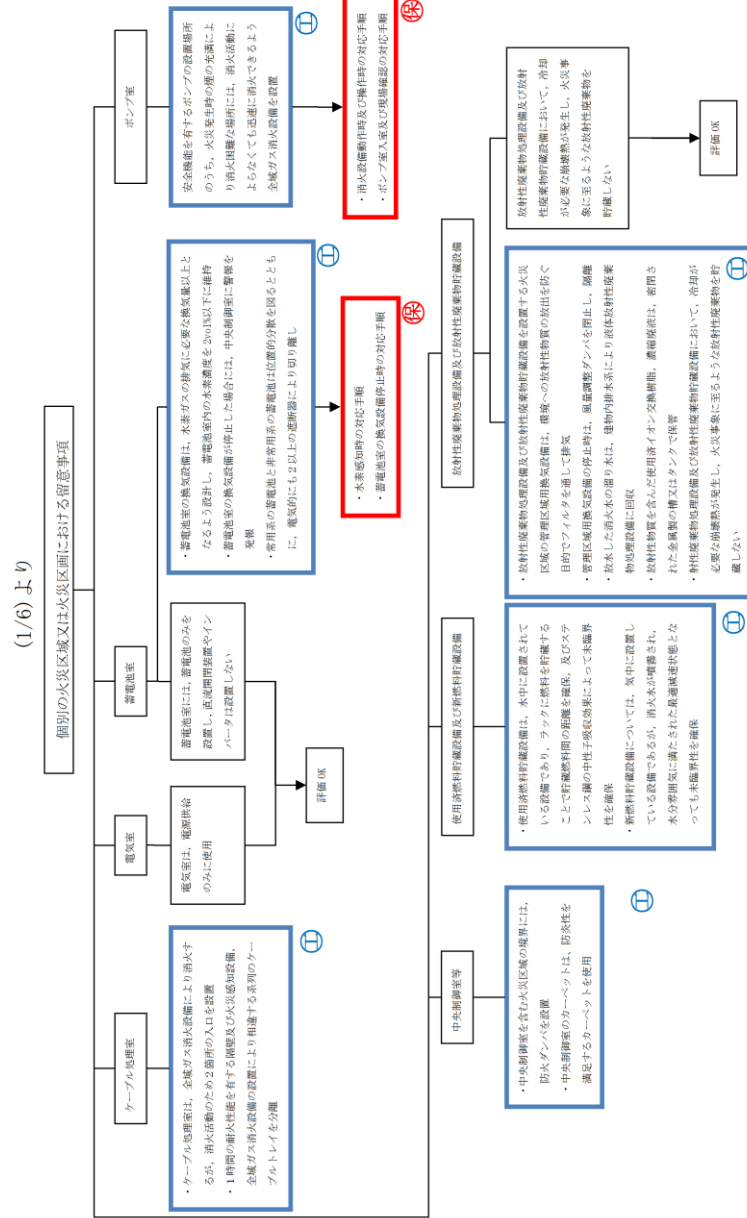 (1/6)より
個別の火災区域又は火災区画における留意事項
ケーブル処理室
・ケーブル処理室は、全域ガス消火設備により消火す
るが、消火活動のため2箇所の入口を設置
・1時間の耐火性能を有する隔壁及び火災感知設備、
全域ガス消火設備の設置により相違する系列のケー
ブルトレイを分離
㊤
電気室
電気室は、電源供給
のみに使用
蓄電池室
蓄電池室には、蓄電池のみを
設置し、直流開閉装置やイン
バータは設置しない
評価OK
・蓄電池室の換気設備は、水素ガスの排気に必要な換気量以上と
なるよう設計し、蓄電池室内の水素濃度を2vol%以下に維持
・蓄電池室の換気設備が停止した場合には、中央制御室に警報を
発報
・常用系の蓄電池と非常用系の蓄電池は位置的分散を図るととも
に、電気的にも2以上の遮断器により切り離し
工
・水素感知時の対応手順
・蓄電池室の換気設備停止時の対応手順
保
ポンプ室
安全機能を有するポンプの設置場所
のうち、火災発生時の煙の充満によ
り消火困難な場所には、消火活動に
よらなくても迅速に消火できるよう
全域ガス消火設備を設置
工
・消火設備動作時及び操作時の対応手順
・ポンプ室入室及び現場確認の対応手順
保
中央制御室等
・中央制御室を含む火災区域の境界には、
防火ダンパを設置
・中央制御室のカーペットは、防炎性を
満足するカーペットを使用
工
使用済燃料貯蔵設備及び新燃料貯蔵設備
・使用済燃料貯蔵設備は、水中に設置されて
いる設備であり、ラックに燃料を貯蔵する
ことで貯蔵燃料間の距離を確保、及びステ
ンレス鋼の中性子吸収効果によって未臨界
性を確保
・新燃料貯蔵設備については、気中に設置し
ている設備であるが、消火水が噴霧され、
水分雰囲気に満たされた最適減速状態とな
っても未臨界性を確保
工
放射性廃棄物処理設備及び放射性廃棄物貯蔵設備
・放射性廃棄物処理設備及び放射性廃棄物貯蔵設備を設置する火災
区域の管理区域用換気設備は、環境への放射性物質の放出を防ぐ
目的でフィルタを通して排気
・管理区域用換気設備の停止時は、風量調整ダンパを閉止し、隔離
・放水した消火水の溜り水は、建物内排水系により液体放射性廃棄
物処理設備に回収
・放射性物質を含んだ使用済イオン交換樹脂、濃縮廃液は、密閉さ
れた金属製の槽又はタンクで保管
・射性廃棄物処理設備及び放射性廃棄物貯蔵設備において、冷却が
必要な崩壊熱が発生し、火災事象に至るような放射性廃棄物を貯
蔵しない
工
放射性廃棄物処理設備及び放射
性廃棄物貯蔵設備において、冷却
が必要な崩壊熱が発生し、火災事
象に至るような放射性廃棄物を
貯蔵しない
評価OK